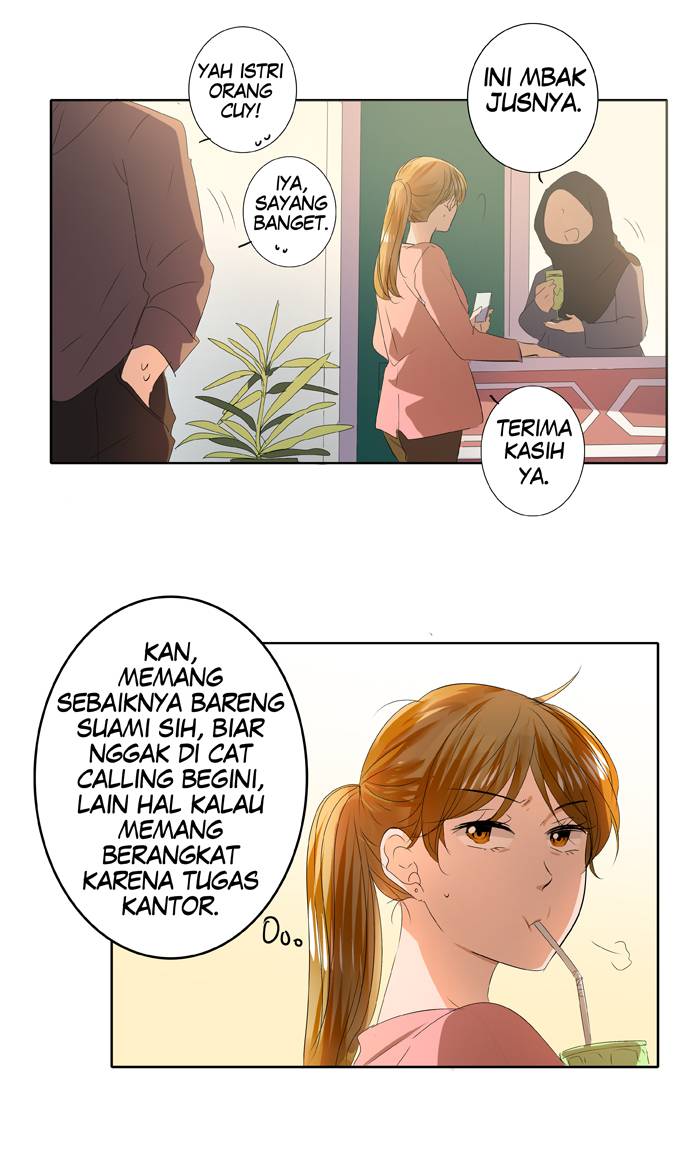 YAH ISTRI
ORANG
CUY!
IYA,
SAYANG
BANGET.
INI MBAK
JUSNYA.
TERIMA
KASIH
YA.
KAN,
MEMANG
SEBAIKNYA BARENG
SUAMI SIH, BIAR
NGGAK DI CAT
CALLING BEGINI,
LAIN HAL KALAU
MEMANG
BERANGKAT
KARENA TUGAS
KANTOR.